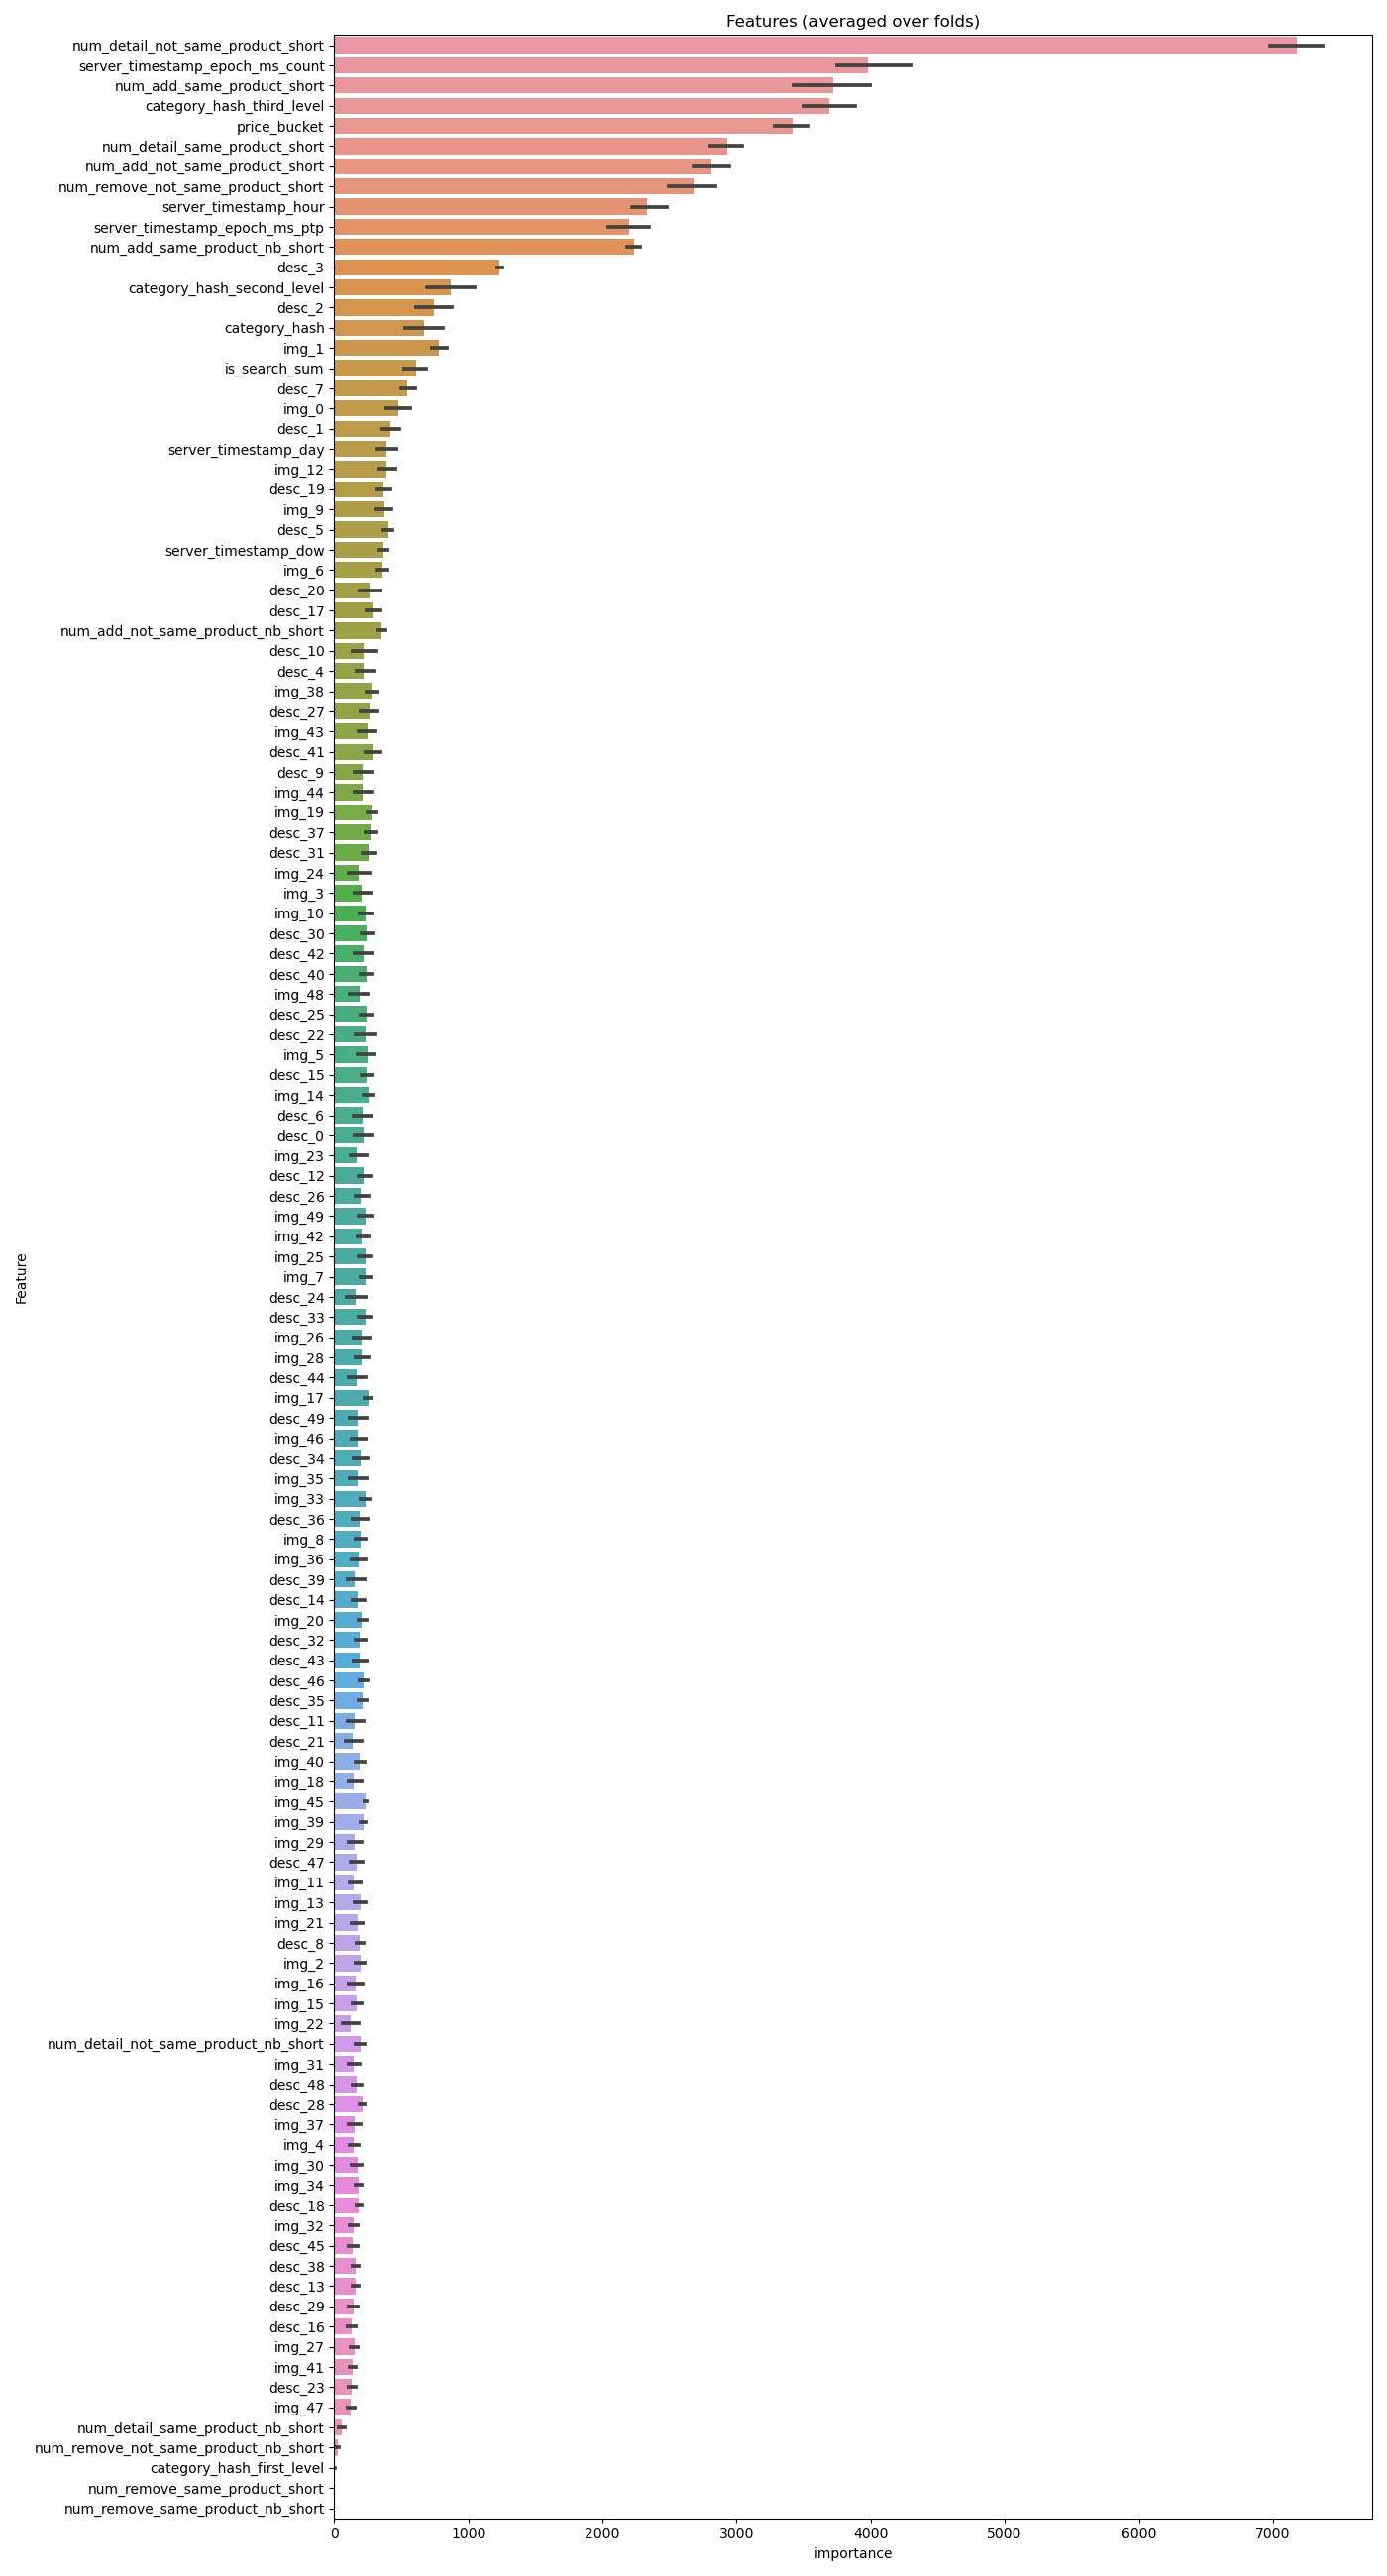 Features (averaged over folds)
num_detail_not_same_product_short
server_timestamp_epoch_ms_count
num_add_same_product_short
category_hash_third_level
price_bucket
num_detail_same_product_short
num_add_not_same_product_short
num_remove_not_same_product_short
server_timestamp_hour
server_timestamp_epoch_ms_ptp
num_add_same_product_nb_short
desc_3
category_hash_second_level
desc_2
category_hash
img_1
is_search_sum
desc_7
img_0
desc_1
server_timestamp_day
img_12
desc_19
img_9
desc_5
server_timestamp_dow
img_6
desc_20
desc_17
num_add_not_same_product_nb_short
desc_10
desc_4
img_38
desc_27
img_43
desc_41
desc_9
img_44
img_19
desc_37
desc_31
img_24
img_3
img_10
desc_30
desc_42
desc_40
img_48
desc_25
desc_22
img_5
desc_15
img_14
desc_6
desc_0
img_23
desc_12
desc_26
img_49
img_42
img_25
img_7
desc_24
desc_33
img_26
img_28
desc_44
img_17
desc_49
img_46
desc_34
img_35
img_33
desc_36
img_8
img_36
desc_39
desc_14
img_20
desc_32
desc_43
desc_46
desc_35
desc_11
desc_21
img_40
img_18
img_45
img_39
img_29
desc_47
img_11
img_13
img_21
desc_8
img_2
img_16
img_15
img_22
num_detail_not_same_product_nb_short
img_31
desc_48
desc_28
img_37
img_4
img_30
img_34
desc_18
img_32
desc_45
desc_38
desc_13
desc_29
desc_16
img_27
img_41
desc_23
img_47
num_detail_same_product_nb_short
num_remove_not_same_product_nb_short
category_hash_first_level
num_remove_same_product_short
num_remove_same_product_nb_short
Feature
0 1000 2000 3000 4000 5000 6000 7000
importance